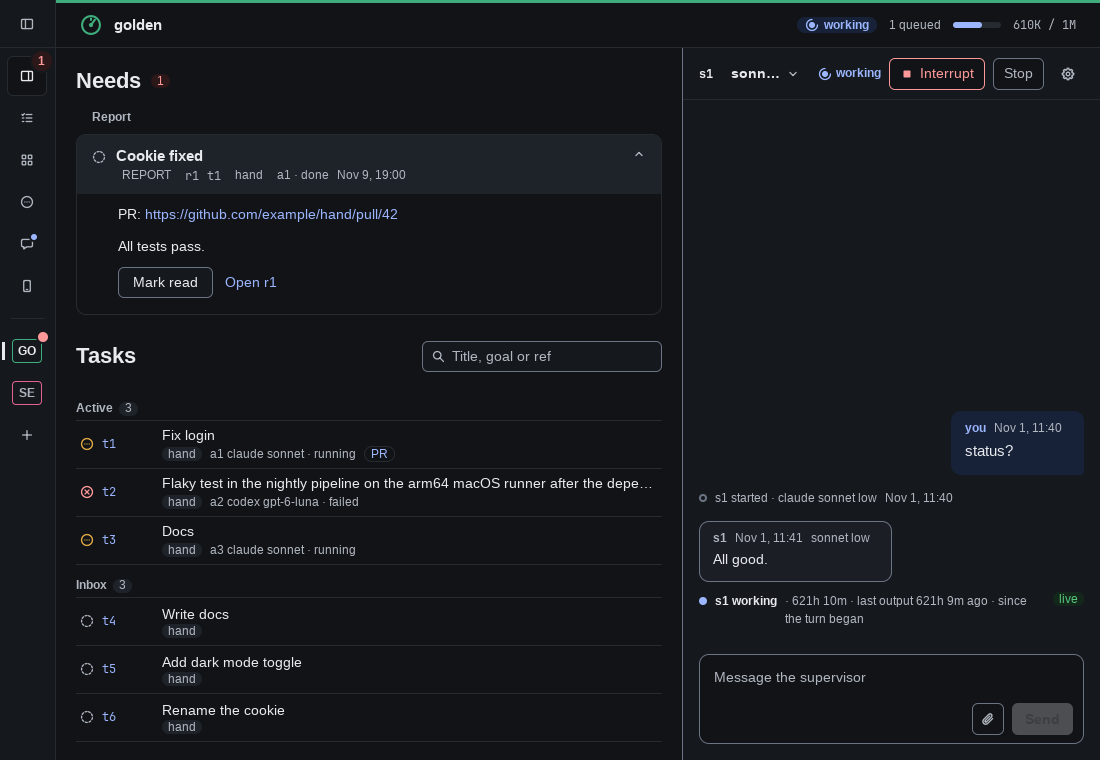 golden
working
1 queued
610K / 1M
1
GO
SE
Needs 1
Report
Cookie fixed
REPORT r1 t1 hand a1 · done Nov 9, 19:00
PR: https://github.com/example/hand/pull/42
All tests pass.
Mark read Open r1
Tasks
Title, goal or ref
Active 3
t1 Fix login
hand a1 claude sonnet · running PR
t2 Flaky test in the nightly pipeline on the arm64 macOS runner after the depe…
hand a2 codex gpt-6-luna · failed
t3 Docs
hand a3 claude sonnet · running
Inbox 3
t4 Write docs
hand
t5 Add dark mode toggle
hand
t6 Rename the cookie
hand
s1 sonn… working Interrupt Stop
you Nov 1, 11:40
status?
s1 started · claude sonnet low Nov 1, 11:40
s1 Nov 1, 11:41 sonnet low
All good.
s1 working · 621h 10m · last output 621h 9m ago · since live
the turn began
Message the supervisor
Send